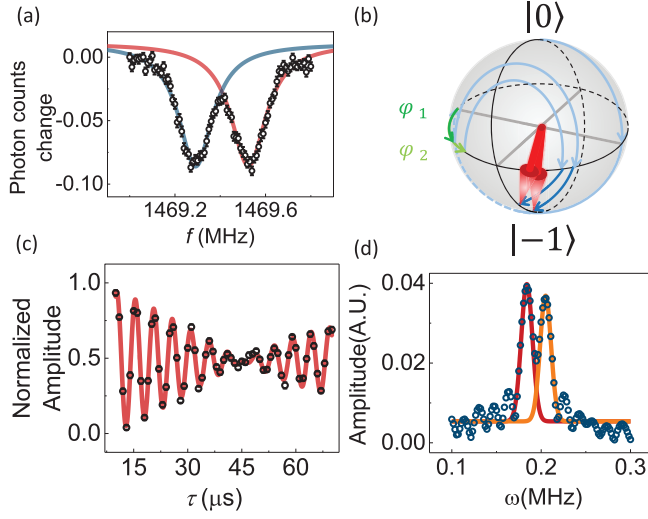 (a)
Photon counts
change
0.00
-0.05
-0.10
1469.2
1469.6
f (MHz)
(b)
|0⟩
φ 1
φ 2
|−1⟩
(c)
Normalized
Amplitude
1.0
0.5
0.0
15
30
45
60
τ (μs)
(d)
Amplitude(A.U.)
0.04
0.02
0.00
0.1
0.2
0.3
ω(MHz)